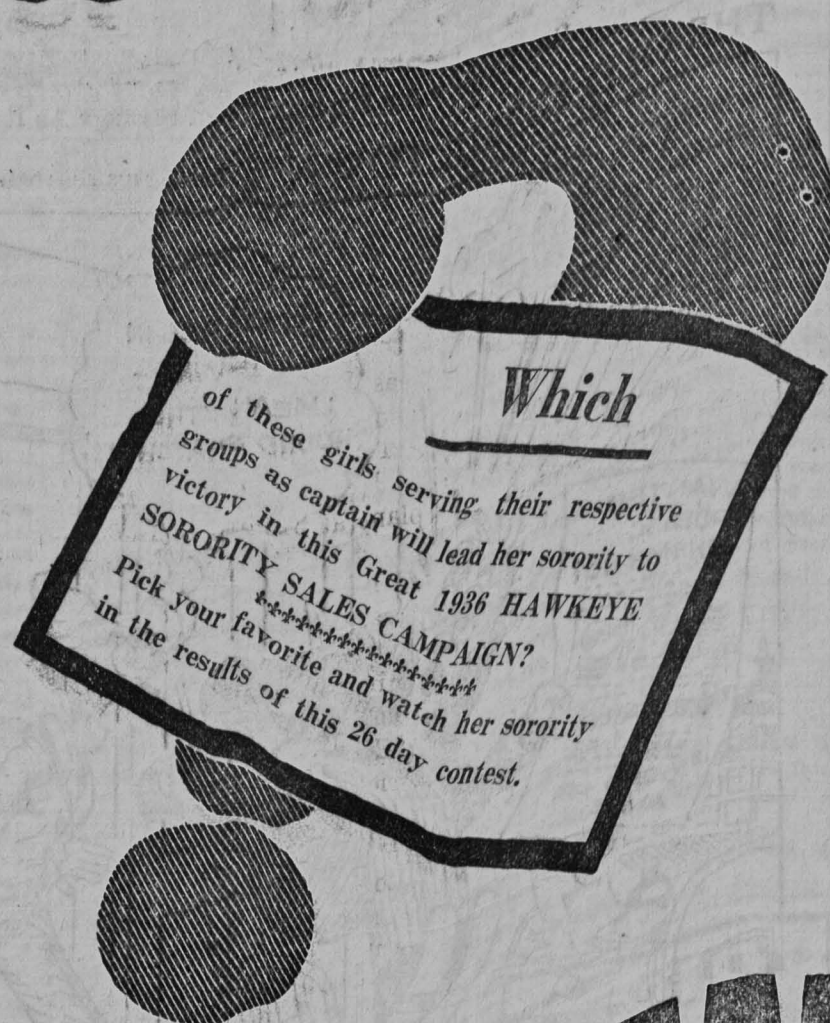 Which
of these girls serving their respective
groups as captain will lead her sorority to
victory in this Great 1936 HAWKEYE
SORORITY SALES CAMPAIGN?
****************
Pick your favorite and watch her sorority
in the results of this 26 day contest.